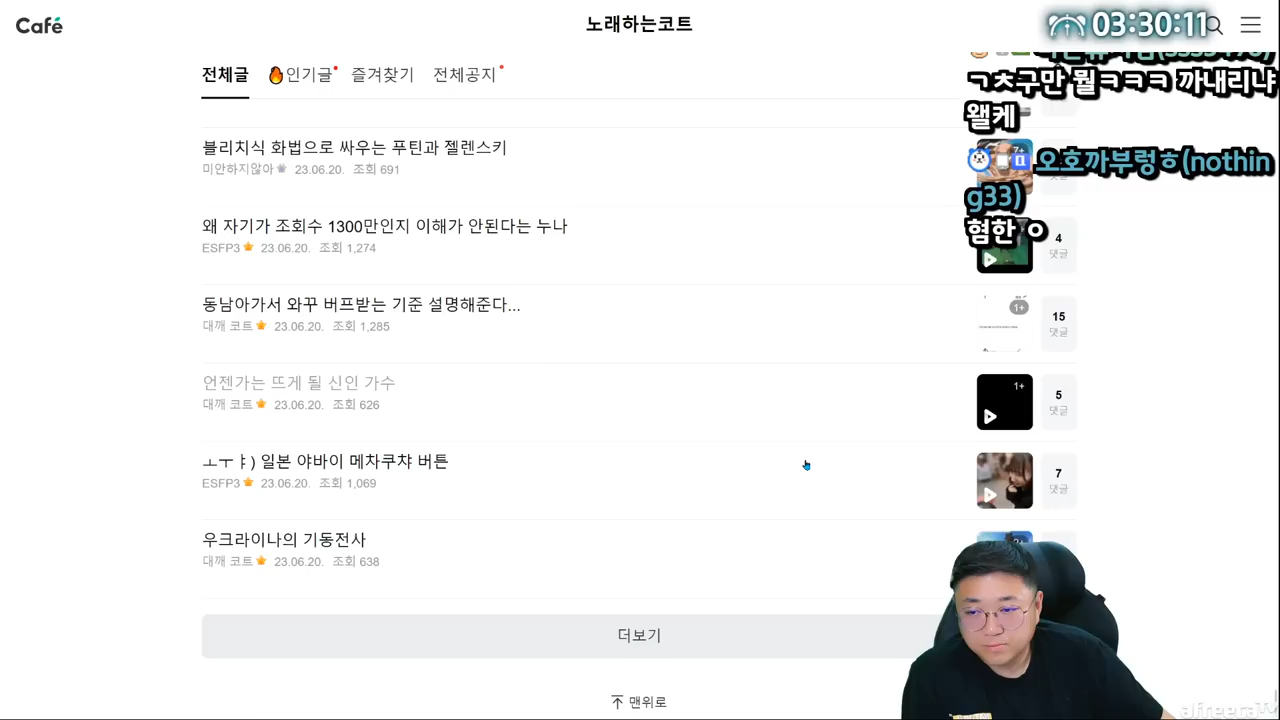 Café
노래하는코트
03:30:11
전체글
인기글
즐겨찾기
전체공지
ㄱㅊ구만 뭘ㅋㅋㅋ 까내리냐
왤케
오호까부렁ㅎ(nothin
g33)
혐한 ㅇ
블리치식 화법으로 싸우는 푸틴과 젤렌스키
미안하지않아 23.06.20. 조회 691
7+
왜 자기가 조회수 1300만인지 이해가 안된다는 누나
ESFP3 23.06.20. 조회 1,274
4
댓글
동남아가서 와꾸 버프받는 기준 설명해준다...
대깨 코트 23.06.20. 조회 1,285
1+
15
댓글
언젠가는 뜨게 될 신인 가수
대깨 코트 23.06.20. 조회 626
1+
5
댓글
ㅗㅜㅑ) 일본 야바이 메차쿠챠 버튼
ESFP3 23.06.20. 조회 1,069
7
댓글
우크라이나의 기동전사
대깨 코트 23.06.20. 조회 638
더보기
맨위로
afreecaTV